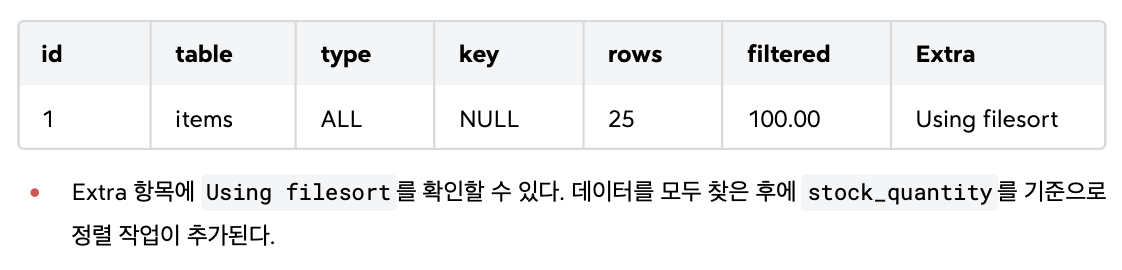 id table type key rows filtered Extra
1 items ALL NULL 25 100.00 Using filesort
• Extra 항목에 Using filesort를 확인할 수 있다. 데이터를 모두 찾은 후에 stock_quantity를 기준으로
정렬 작업이 추가된다.